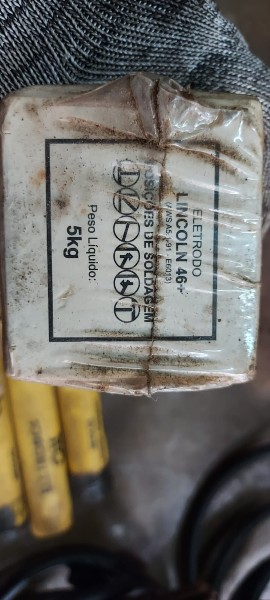 ELETRODO
LINCOLN 46+
POSIÇÕES DE SOLDAGEM
Peso Líquido:
5kg